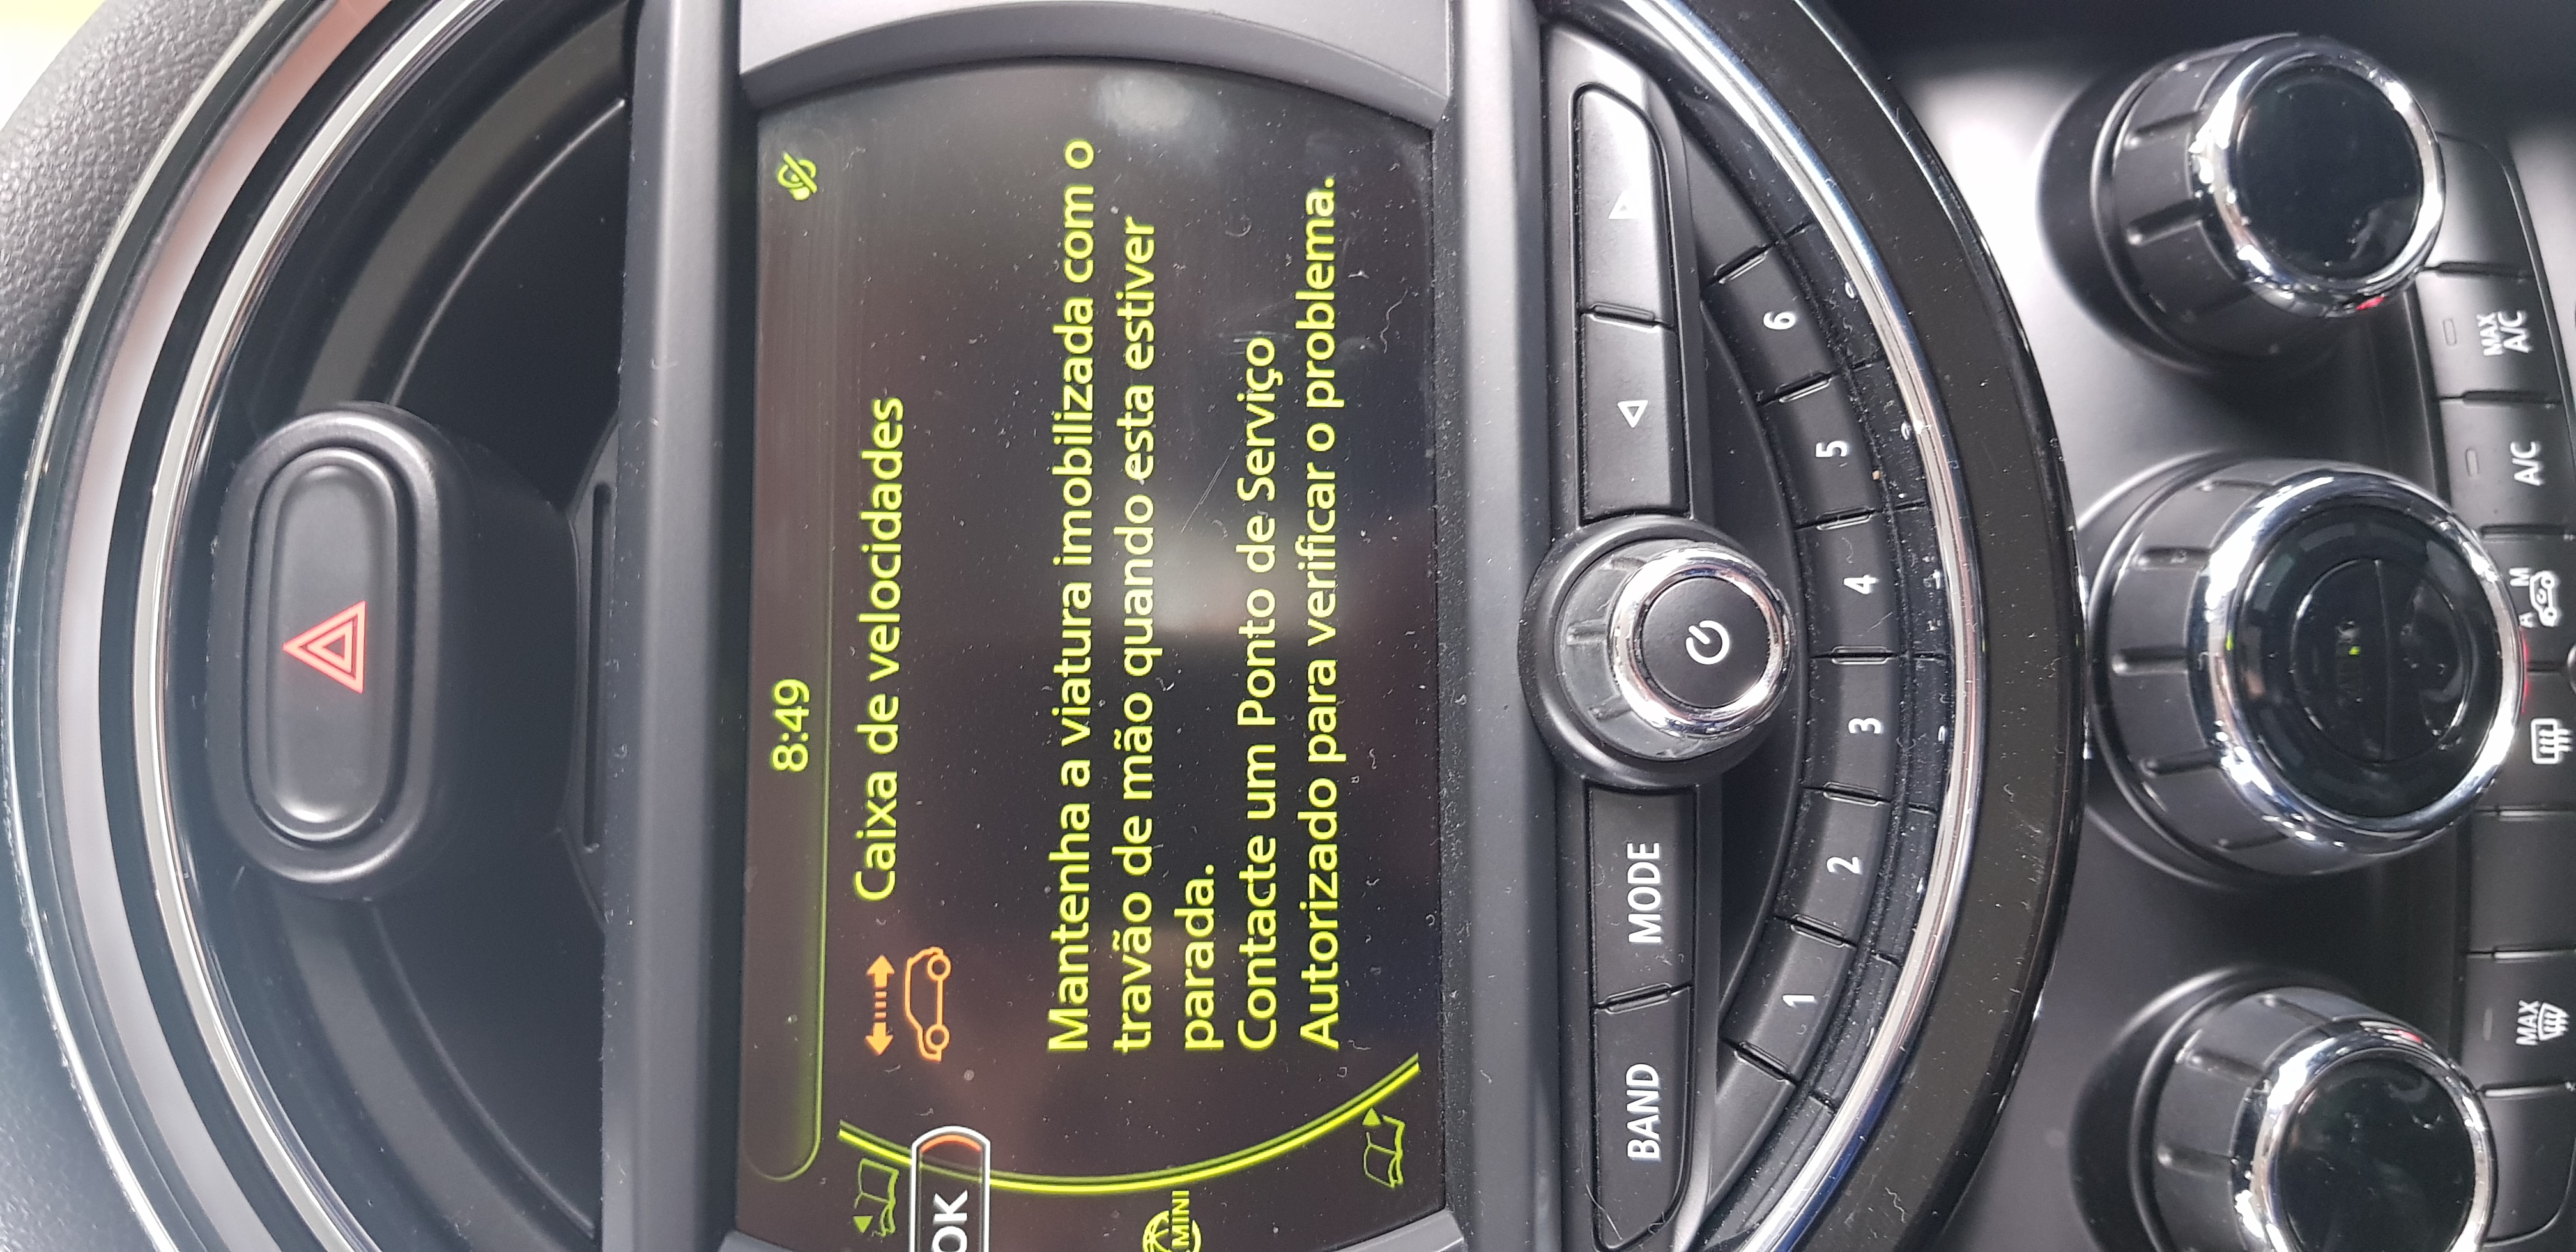 8:49
Caixa de velocidades
Mantenha a viatura imobilizada com o
travão de mão quando esta estiver
parada.
Contacte um Ponto de Serviço
Autorizado para verificar o problema.
OK
MINI
BAND
MODE
1
2
3
4
5
6
MAX
A
M
A/C
MAX
A/C